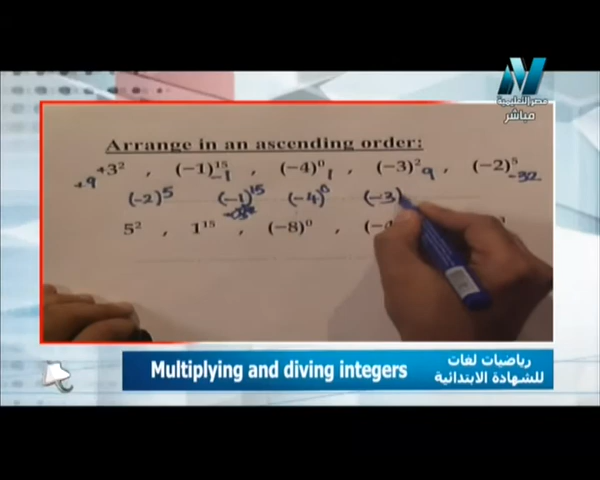 مصر التعليمية
مباشر
Arrange in an ascending order:
+3² , (−1)¹⁵ , (−4)⁰ , (−3)² , (−2)⁵
+9 −1 1 9 −32
(−2)⁵ (−1)¹⁵ (−4)⁰ (−3)
5² , 1¹⁵ , (−8)⁰ , (−
Multiplying and diving integers
رياضيات لغات
للشهادة الابتدائية